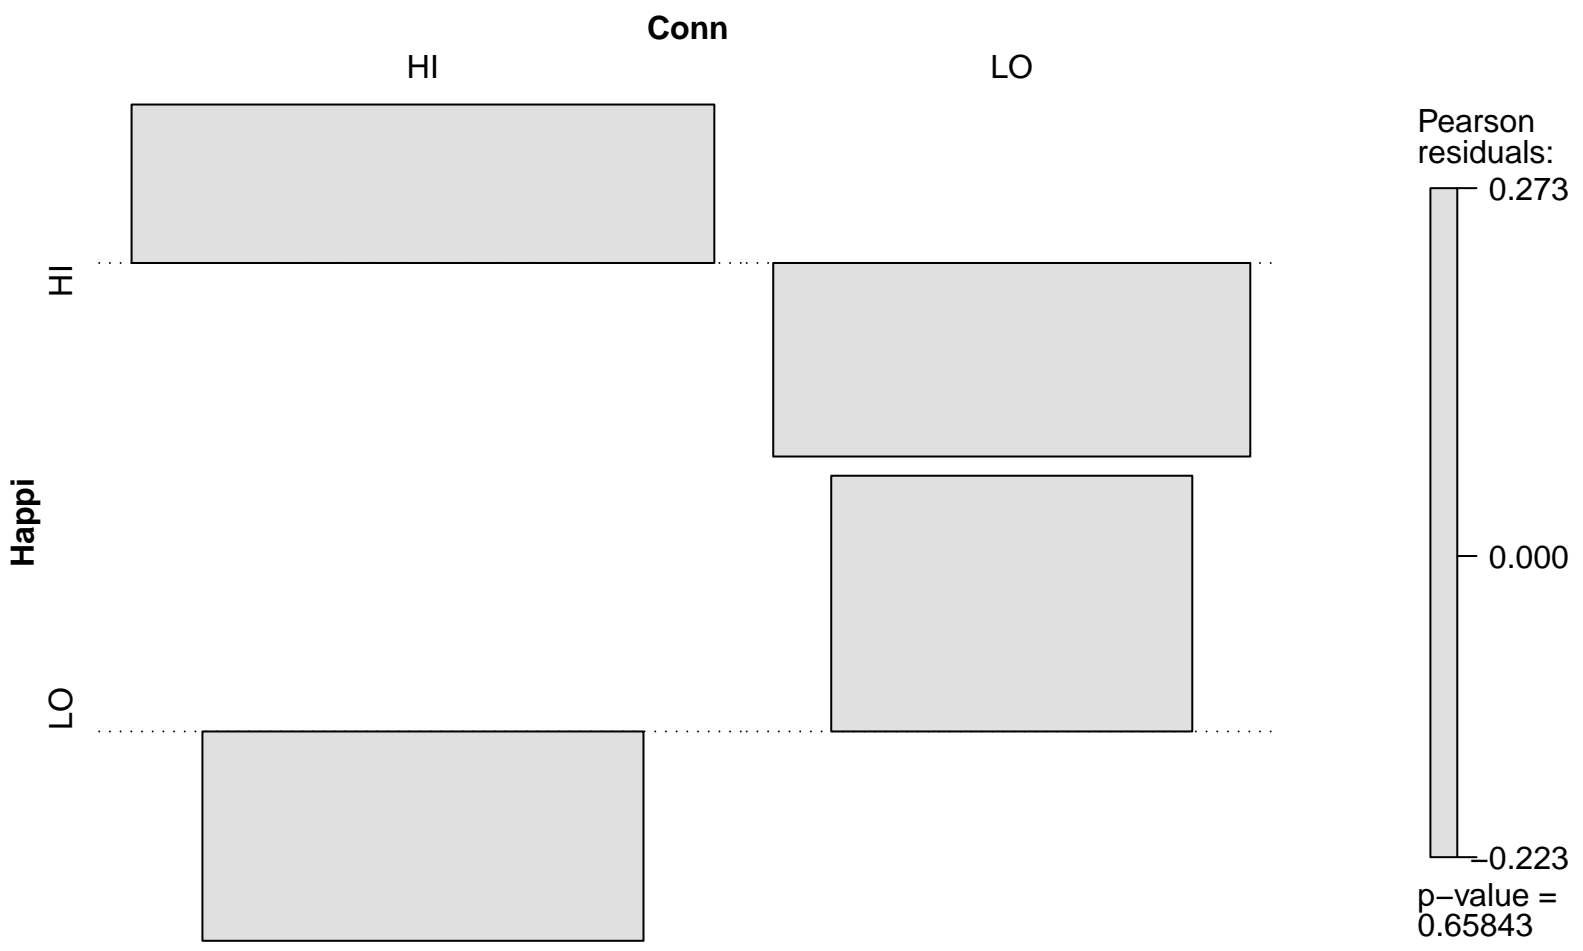 Conn
HI
LO
Happi
HI
LO
Pearson
residuals:
0.273
0.000
−0.223
p−value =
0.65843